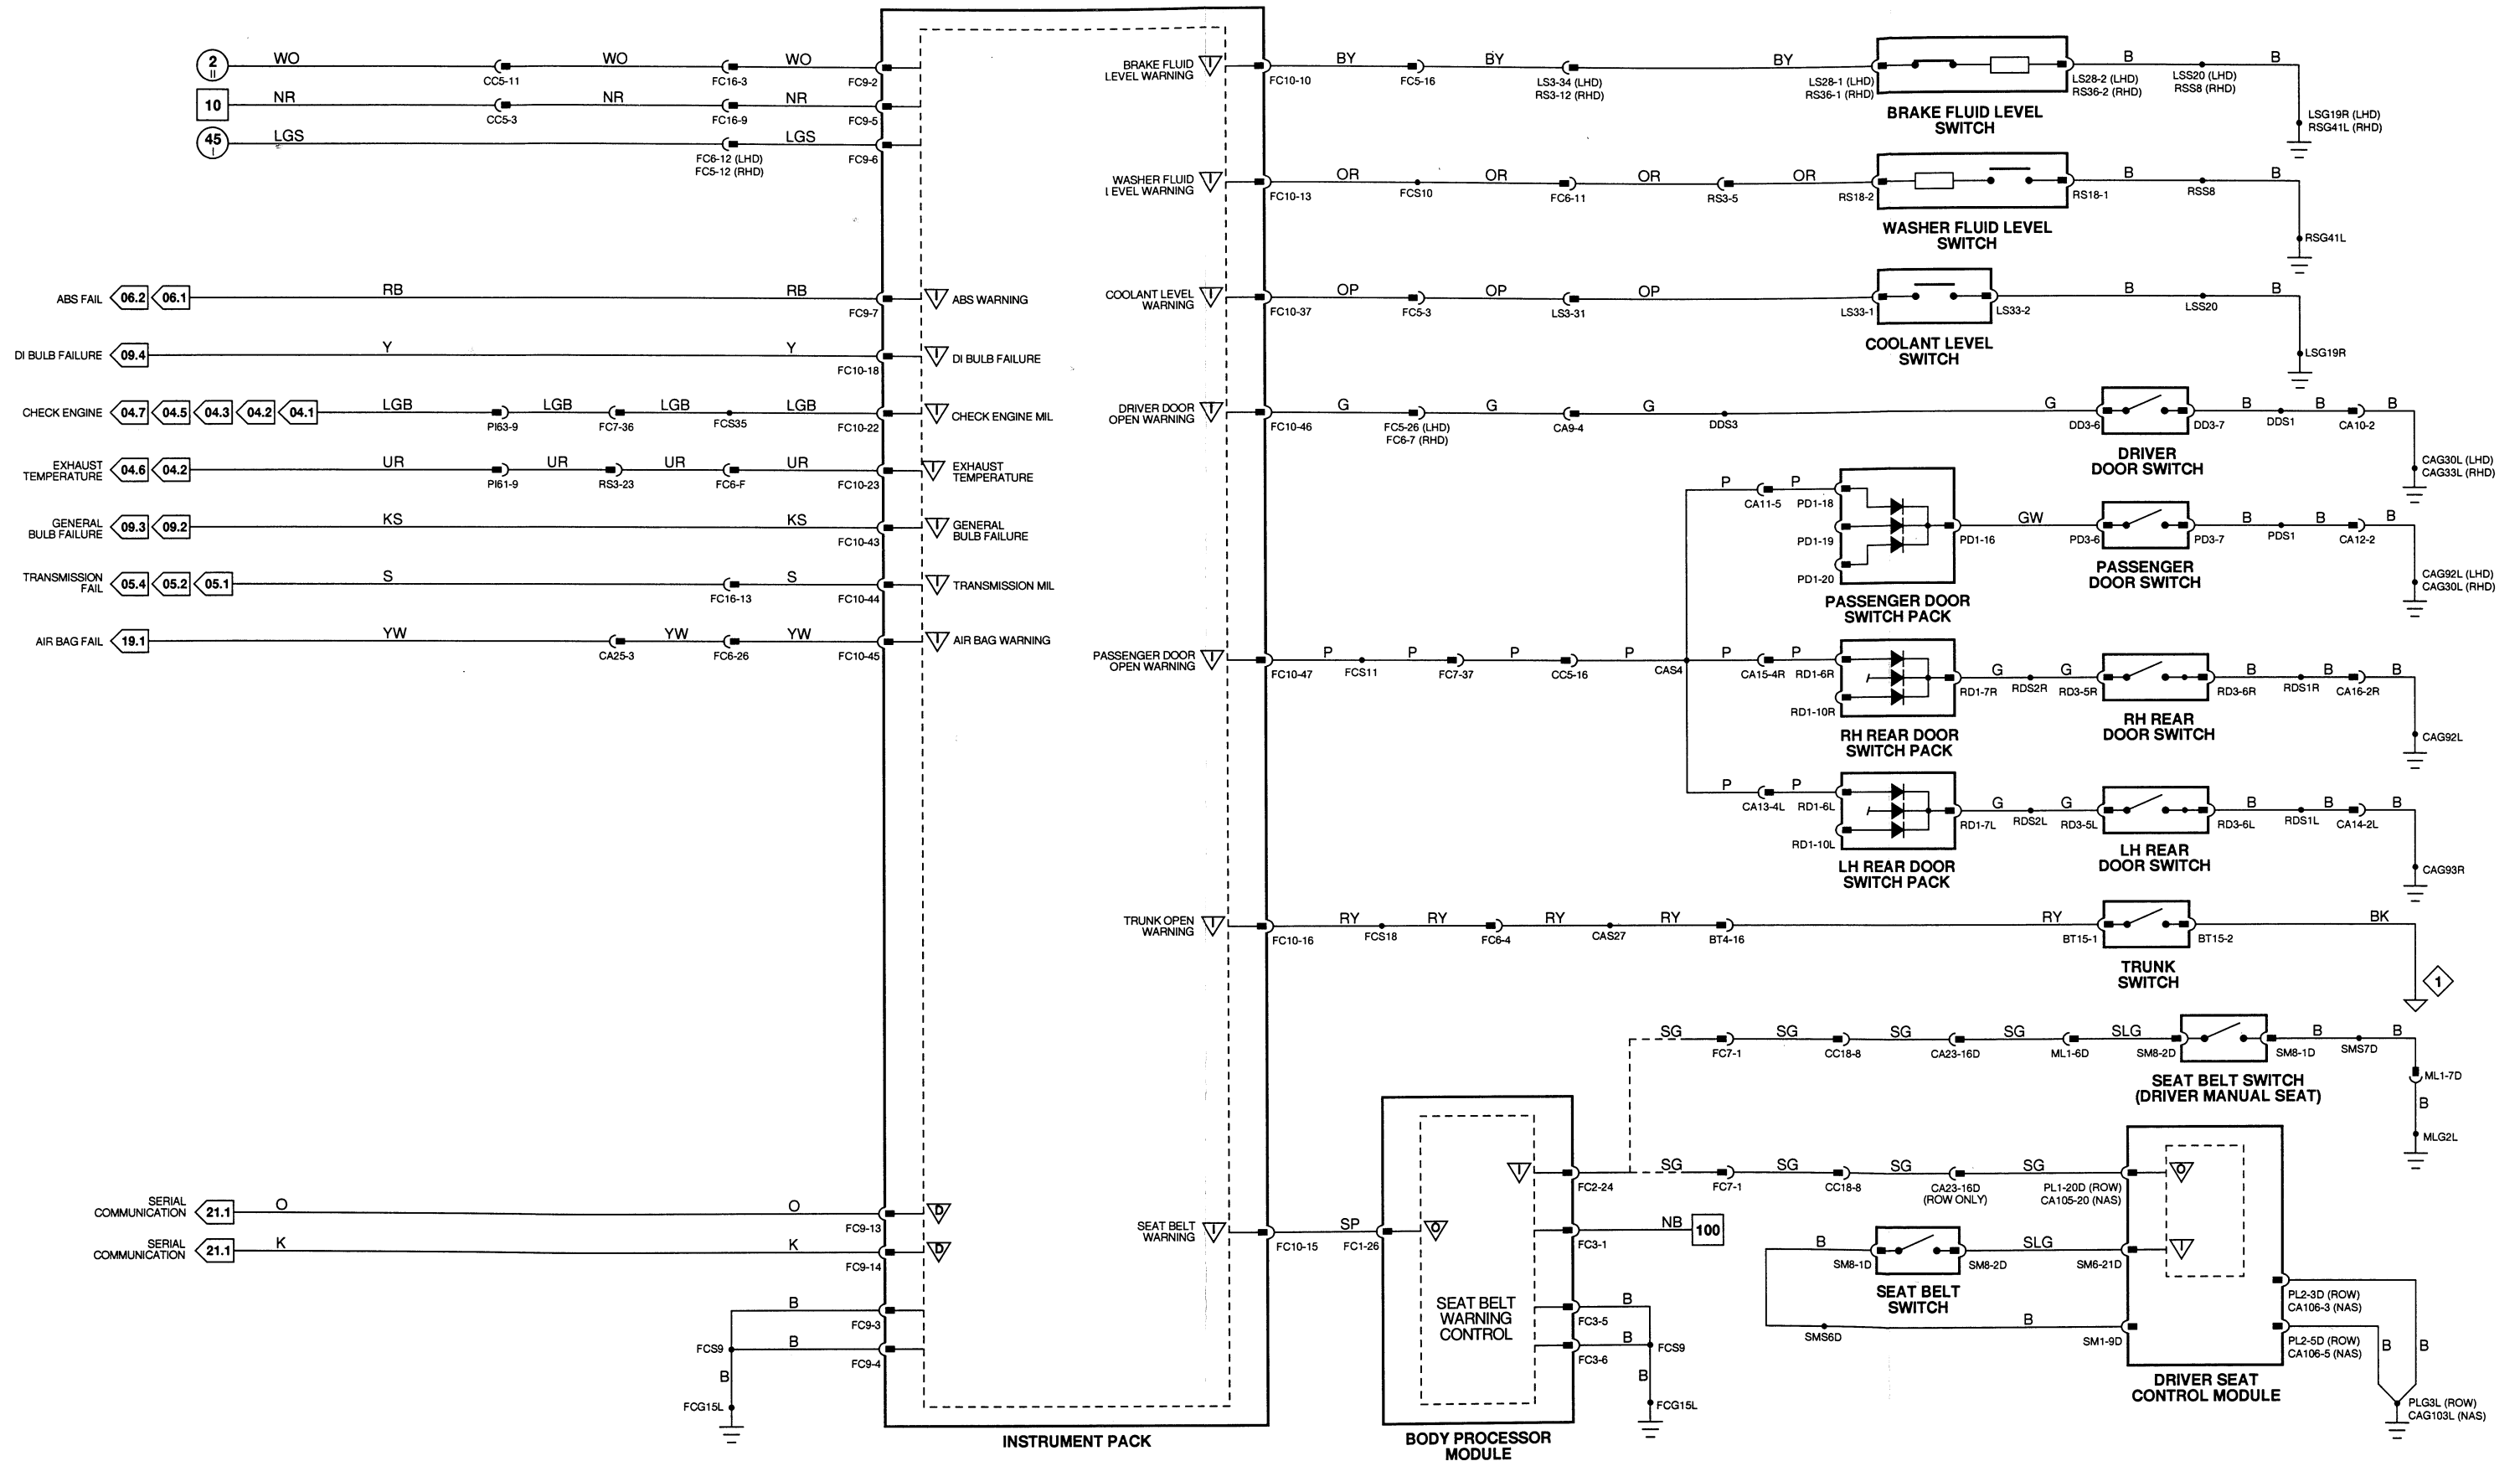 2
II
WO
CC5-11
WO
FC16-3
WO
FC9-2
10
NR
CC5-3
NR
FC16-9
NR
FC9-5
45
I
LGS
FC6-12 (LHD)
FC5-12 (RHD)
LGS
FC9-6
ABS FAIL
06.2
06.1
RB
RB
FC9-7
I
ABS WARNING
DI BULB FAILURE
09.4
Y
Y
FC10-18
I
DI BULB FAILURE
CHECK ENGINE
04.7
04.5
04.3
04.2
04.1
LGB
PI63-9
LGB
FC7-36
LGB
FCS35
LGB
FC10-22
I
CHECK ENGINE MIL
EXHAUST
TEMPERATURE
04.6
04.2
UR
PI61-9
UR
RS3-23
UR
FC6-F
UR
FC10-23
I
EXHAUST
TEMPERATURE
GENERAL
BULB FAILURE
09.3
09.2
KS
KS
FC10-43
I
GENERAL
BULB FAILURE
TRANSMISSION
FAIL
05.4
05.2
05.1
S
FC16-13
S
FC10-44
I
TRANSMISSION MIL
AIR BAG FAIL
19.1
YW
CA25-3
YW
FC6-26
YW
FC10-45
I
AIR BAG WARNING
SERIAL
COMMUNICATION
21.1
O
O
FC9-13
D
SERIAL
COMMUNICATION
21.1
K
K
FC9-14
D
B
FC9-3
FCS9
B
FC9-4
B
FCG15L
INSTRUMENT PACK
BRAKE FLUID
LEVEL WARNING
I
FC10-10
BY
FC5-16
BY
LS3-34 (LHD)
RS3-12 (RHD)
BY
LS28-1 (LHD)
RS36-1 (RHD)
BRAKE FLUID LEVEL
SWITCH
LS28-2 (LHD)
RS36-2 (RHD)
B
LSS20 (LHD)
RSS8 (RHD)
B
LSG19R (LHD)
RSG41L (RHD)
WASHER FLUID
LEVEL WARNING
I
FC10-13
OR
FCS10
OR
FC6-11
OR
RS3-5
OR
RS18-2
WASHER FLUID LEVEL
SWITCH
RS18-1
B
RSS8
B
RSG41L
COOLANT LEVEL
WARNING
I
FC10-37
OP
FC5-3
OP
LS3-31
OP
LS33-1
COOLANT LEVEL
SWITCH
LS33-2
B
LSS20
B
LSG19R
DRIVER DOOR
OPEN WARNING
I
FC10-46
G
FC5-26 (LHD)
FC6-7 (RHD)
G
CA9-4
G
DDS3
G
DD3-6
DRIVER
DOOR SWITCH
DD3-7
B
DDS1
B
CA10-2
B
CAG30L (LHD)
CAG33L (RHD)
PASSENGER DOOR
OPEN WARNING
I
FC10-47
P
FCS11
P
FC7-37
P
CC5-16
P
CAS4
P
CA11-5
P
PD1-18
PD1-19
PD1-20
PASSENGER DOOR
SWITCH PACK
PD1-16
GW
PD3-6
PASSENGER
DOOR SWITCH
PD3-7
B
PDS1
B
CA12-2
B
CAG92L (LHD)
CAG30L (RHD)
P
CA15-4R
P
RD1-6R
RD1-10R
RH REAR DOOR
SWITCH PACK
RD1-7R
G
RDS2R
G
RD3-5R
RH REAR
DOOR SWITCH
RD3-6R
B
RDS1R
B
CA16-2R
B
CAG92L
P
CA13-4L
P
RD1-6L
RD1-10L
LH REAR DOOR
SWITCH PACK
RD1-7L
G
RDS2L
G
RD3-5L
LH REAR
DOOR SWITCH
RD3-6L
B
RDS1L
B
CA14-2L
B
CAG93R
TRUNK OPEN
WARNING
I
FC10-16
RY
FCS18
RY
FC6-4
RY
CAS27
RY
BT4-16
RY
BT15-1
TRUNK
SWITCH
BT15-2
BK
1
SG
FC7-1
SG
CC18-8
SG
CA23-16D
SG
ML1-6D
SLG
SM8-2D
SEAT BELT SWITCH
(DRIVER MANUAL SEAT)
SM8-1D
B
SMS7D
B
ML1-7D
B
MLG2L
SEAT BELT
WARNING
I
FC10-15
SP
FC1-26
O
SEAT BELT
WARNING
CONTROL
BODY PROCESSOR
MODULE
I
FC2-24
SG
FC7-1
SG
CC18-8
SG
CA23-16D
(ROW ONLY)
SG
PL1-20D (ROW)
CA105-20 (NAS)
O
FC3-1
NB
100
B
FC3-5
B
FC3-6
FCS9
B
FCG15L
B
SM8-1D
SEAT BELT
SWITCH
SM8-2D
SLG
SM6-21D
I
SMS6D
B
SM1-9D
DRIVER SEAT
CONTROL MODULE
PL2-3D (ROW)
CA106-3 (NAS)
PL2-5D (ROW)
CA106-5 (NAS)
B
B
PLG3L (ROW)
CAG103L (NAS)